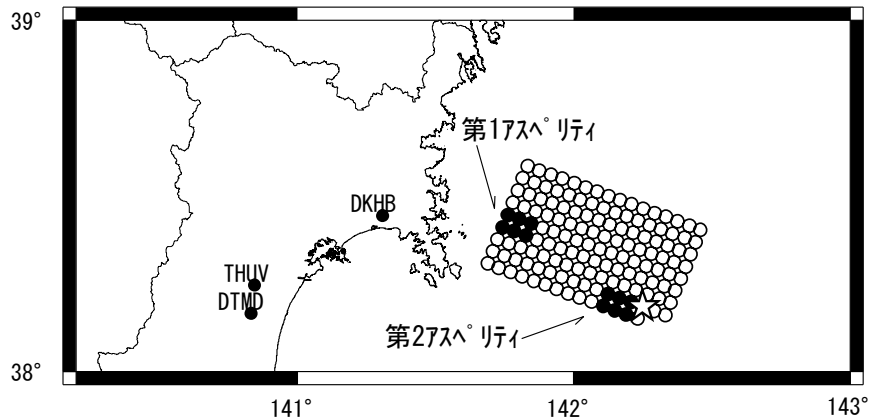 39°
第1ｱｽﾍﾟﾘﾃｨ
DKHB
THUV
DTMD
第2ｱｽﾍﾟﾘﾃｨ
38°
141°
142°
143°